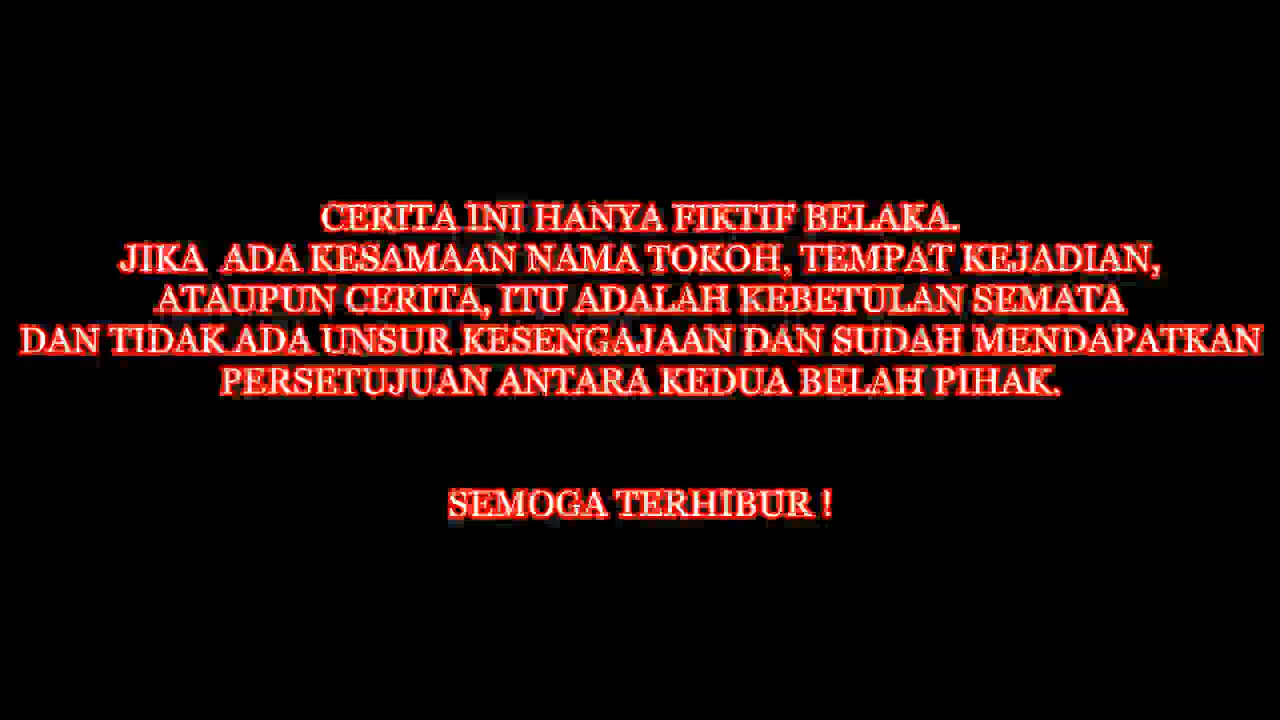 CERITA INI HANYA FIKTIF BELAKA.
JIKA ADA KESAMAAN NAMA TOKOH, TEMPAT KEJADIAN,
ATAUPUN CERITA, ITU ADALAH KEBETULAN SEMATA
DAN TIDAK ADA UNSUR KESENGAJAAN DAN SUDAH MENDAPATKAN
PERSETUJUAN ANTARA KEDUA BELAH PIHAK.
SEMOGA TERHIBUR !